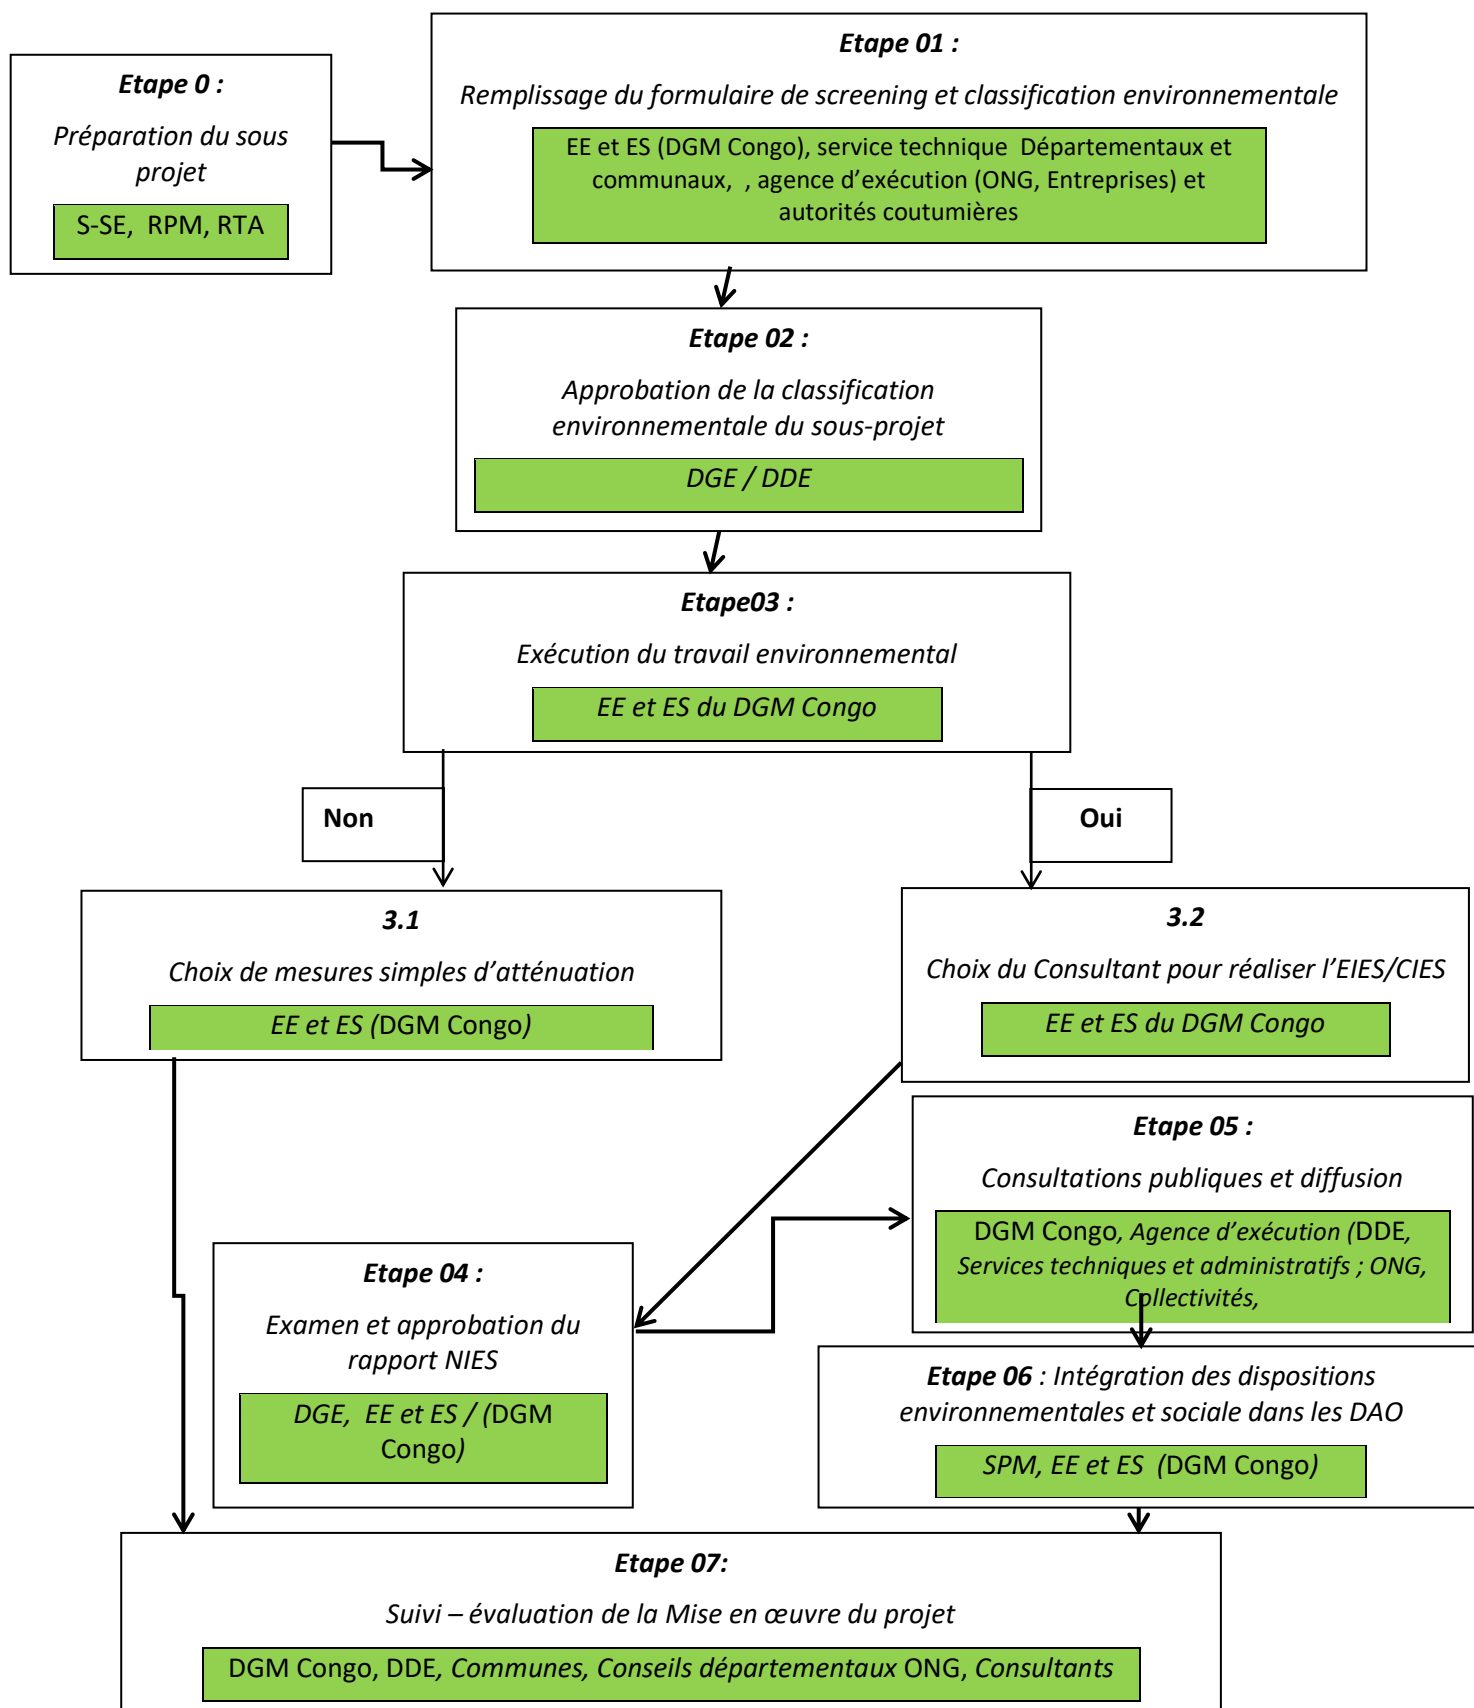 Etape 0 :
Préparation du sous
projet
S-SE, RPM, RTA
Etape 01 :
Remplissage du formulaire de screening et classification environnementale
EE et ES (DGM Congo), service technique Départementaux et
communaux, , agence d’exécution (ONG, Entreprises) et
autorités coutumières
Etape 02 :
Approbation de la classification
environnementale du sous-projet
DGE / DDE
Etape03 :
Exécution du travail environnemental
EE et ES du DGM Congo
Non
Oui
3.1
Choix de mesures simples d’atténuation
EE et ES (DGM Congo)
3.2
Choix du Consultant pour réaliser l’EIES/CIES
EE et ES du DGM Congo
Etape 04 :
Examen et approbation du
rapport NIES
DGE, EE et ES / (DGM
Congo)
Etape 05 :
Consultations publiques et diffusion
DGM Congo, Agence d’exécution (DDE,
Services techniques et administratifs ; ONG,
Collectivités,
Etape 06 : Intégration des dispositions
environnementales et sociale dans les DAO
SPM, EE et ES (DGM Congo)
Etape 07:
Suivi – évaluation de la Mise en œuvre du projet
DGM Congo, DDE, Communes, Conseils départementaux ONG, Consultants